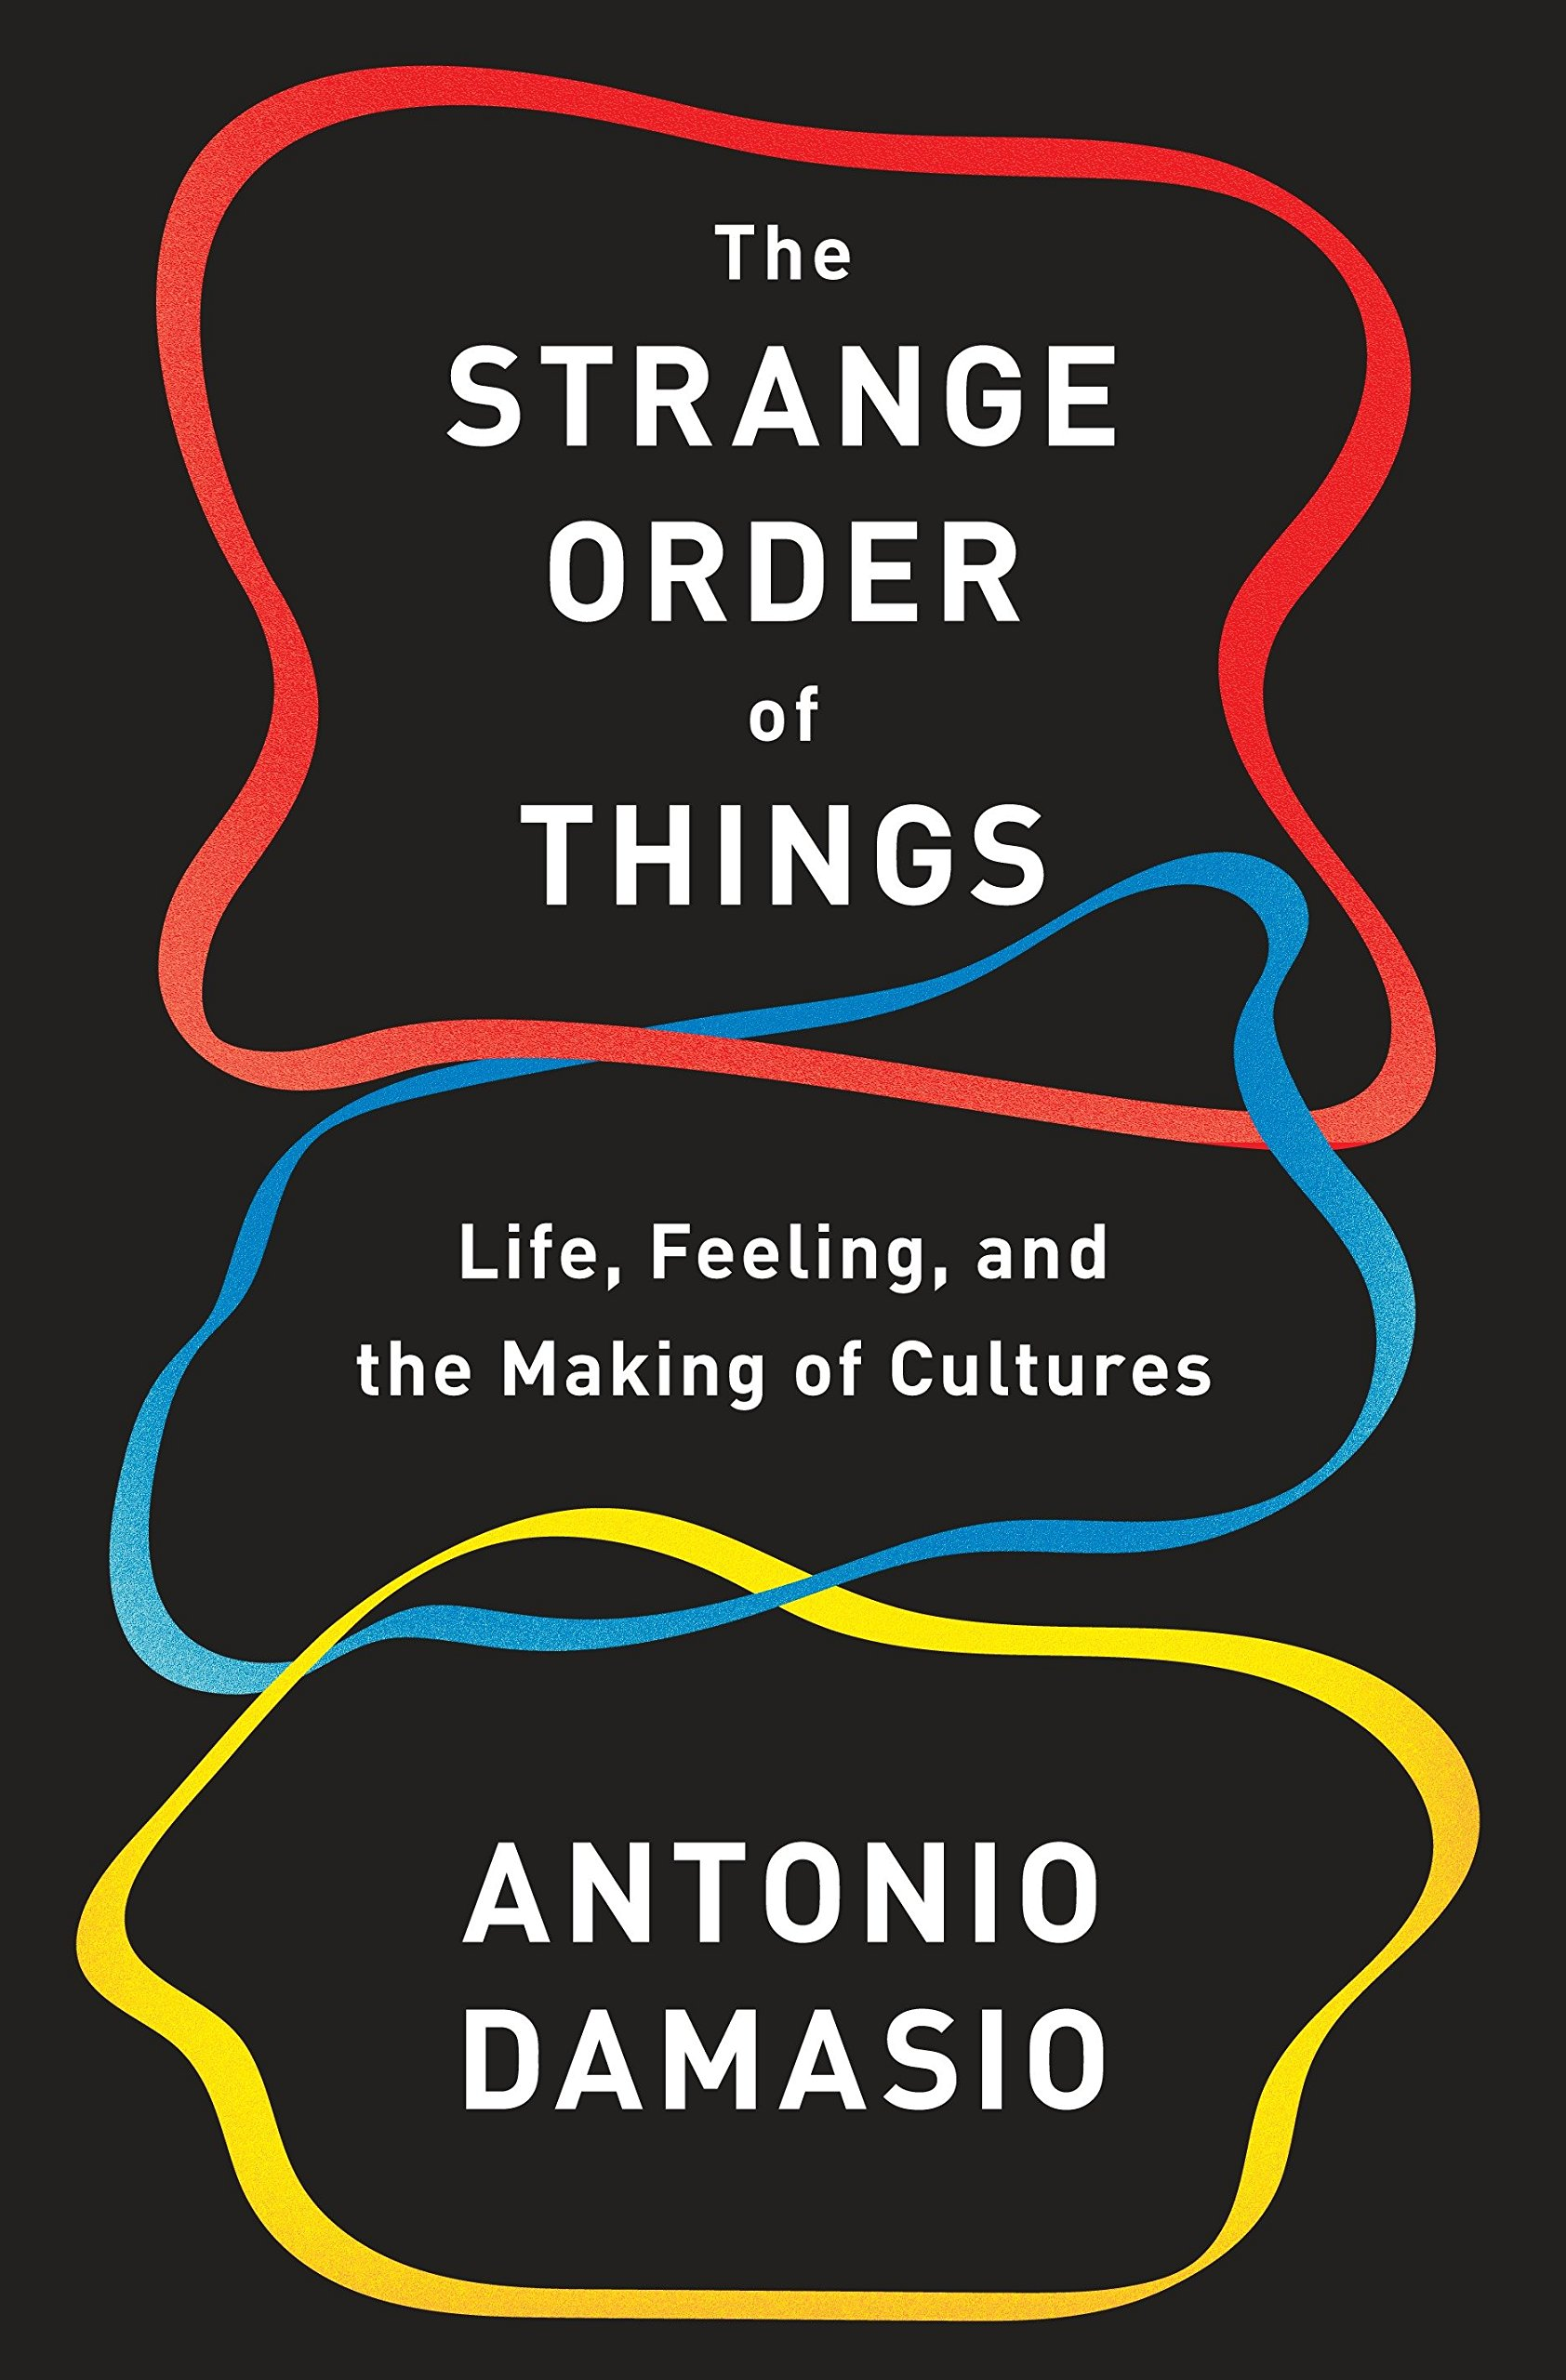 The
STRANGE
ORDER
of
THINGS
Life, Feeling, and
the Making of Cultures
ANTONIO
DAMASIO